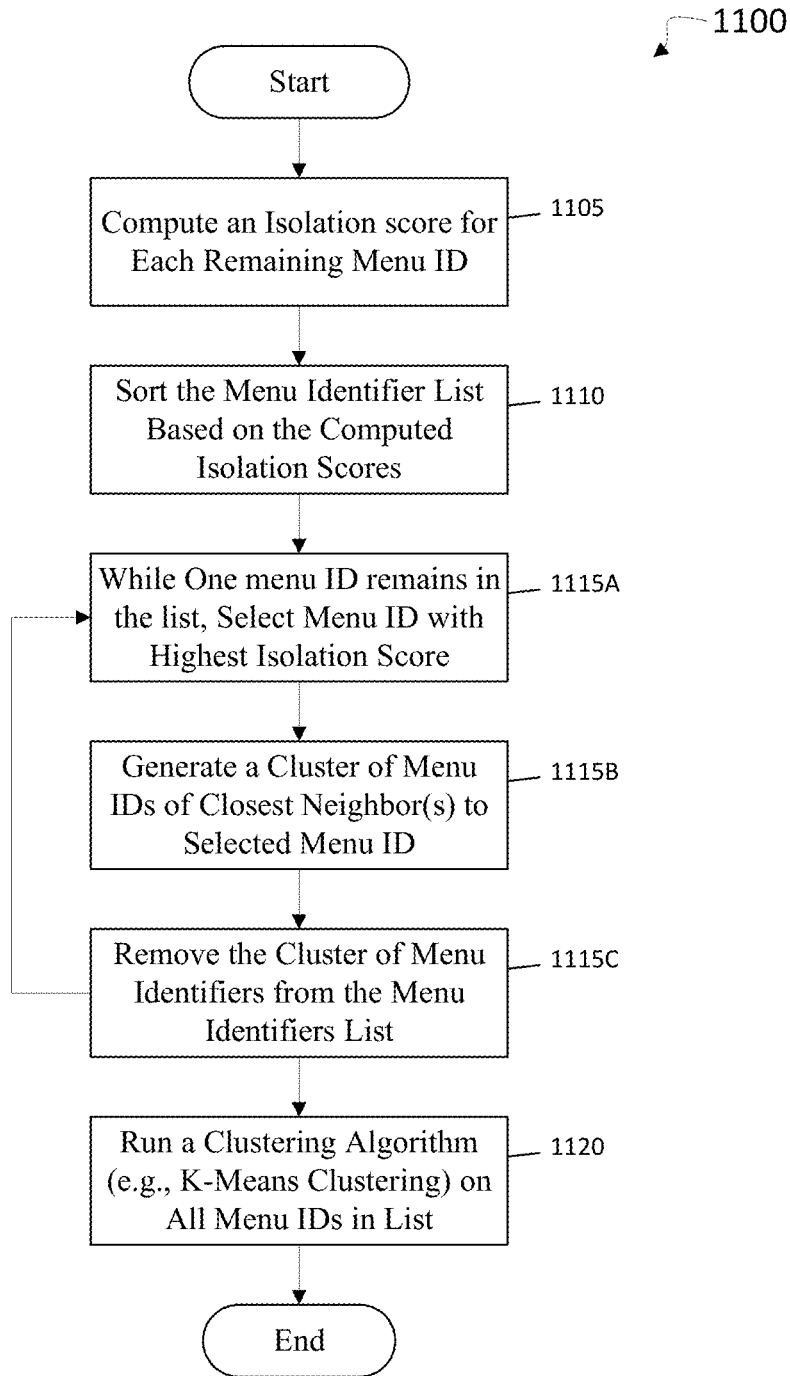 1100
Start
Compute an Isolation score for
Each Remaining Menu ID
1105
Sort the Menu Identifier List
Based on the Computed
Isolation Scores
1110
While One menu ID remains in
the list, Select Menu ID with
Highest Isolation Score
1115A
Generate a Cluster of Menu
IDs of Closest Neighbor(s) to
Selected Menu ID
1115B
Remove the Cluster of Menu
Identifiers from the Menu
Identifiers List
1115C
Run a Clustering Algorithm
(e.g., K-Means Clustering) on
All Menu IDs in List
1120
End